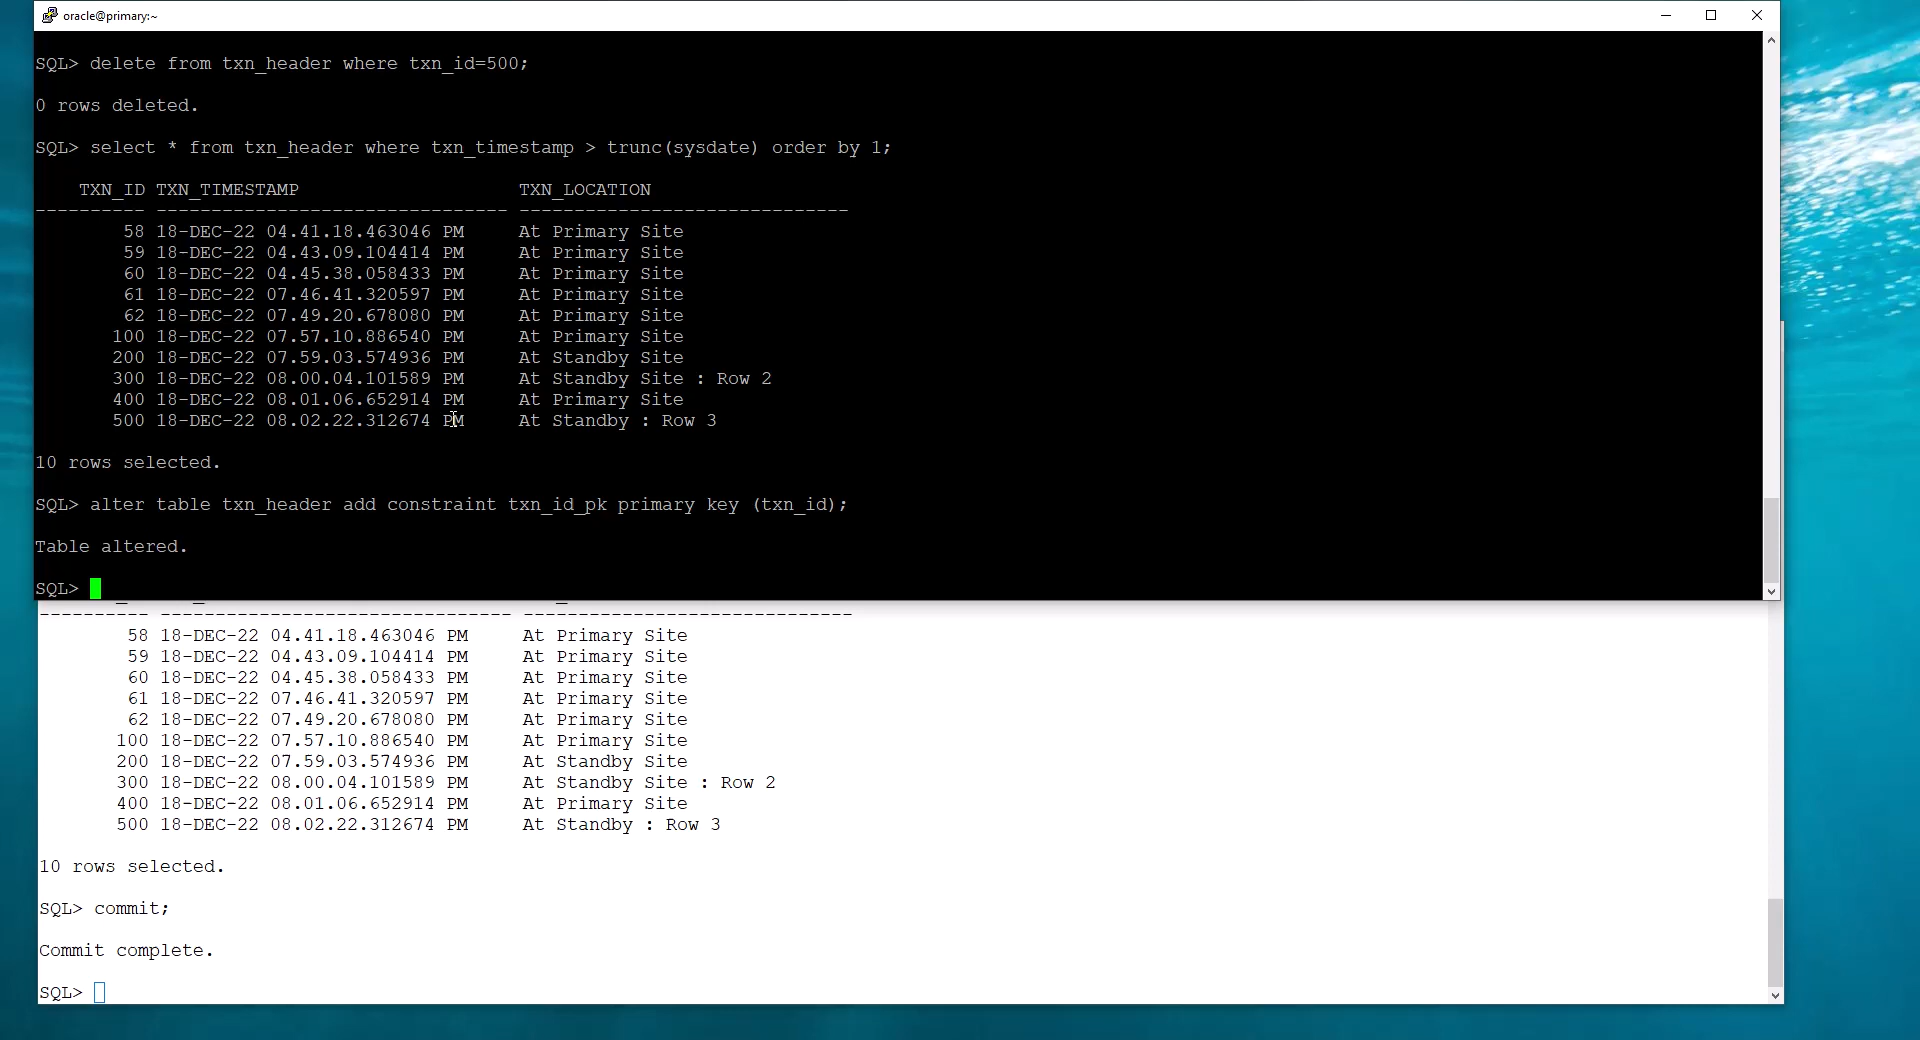 oracle@primary:~
SQL> delete from txn_header where txn_id=500;
0 rows deleted.
SQL> select * from txn_header where txn_timestamp > trunc(sysdate) order by 1;
TXN_ID TXN_TIMESTAMP TXN_LOCATION
---------- -------------------------------- ------------------------------
58 18-DEC-22 04.41.18.463046 PM At Primary Site
59 18-DEC-22 04.43.09.104414 PM At Primary Site
60 18-DEC-22 04.45.38.058433 PM At Primary Site
61 18-DEC-22 07.46.41.320597 PM At Primary Site
62 18-DEC-22 07.49.20.678080 PM At Primary Site
100 18-DEC-22 07.57.10.886540 PM At Primary Site
200 18-DEC-22 07.59.03.574936 PM At Standby Site
300 18-DEC-22 08.00.04.101589 PM At Standby Site : Row 2
400 18-DEC-22 08.01.06.652914 PM At Primary Site
500 18-DEC-22 08.02.22.312674 PM At Standby : Row 3
10 rows selected.
SQL> alter table txn_header add constraint txn_id_pk primary key (txn_id);
Table altered.
SQL>
---------- -------------------------------- ------------------------------
58 18-DEC-22 04.41.18.463046 PM At Primary Site
59 18-DEC-22 04.43.09.104414 PM At Primary Site
60 18-DEC-22 04.45.38.058433 PM At Primary Site
61 18-DEC-22 07.46.41.320597 PM At Primary Site
62 18-DEC-22 07.49.20.678080 PM At Primary Site
100 18-DEC-22 07.57.10.886540 PM At Primary Site
200 18-DEC-22 07.59.03.574936 PM At Standby Site
300 18-DEC-22 08.00.04.101589 PM At Standby Site : Row 2
400 18-DEC-22 08.01.06.652914 PM At Primary Site
500 18-DEC-22 08.02.22.312674 PM At Standby : Row 3
10 rows selected.
SQL> commit;
Commit complete.
SQL>